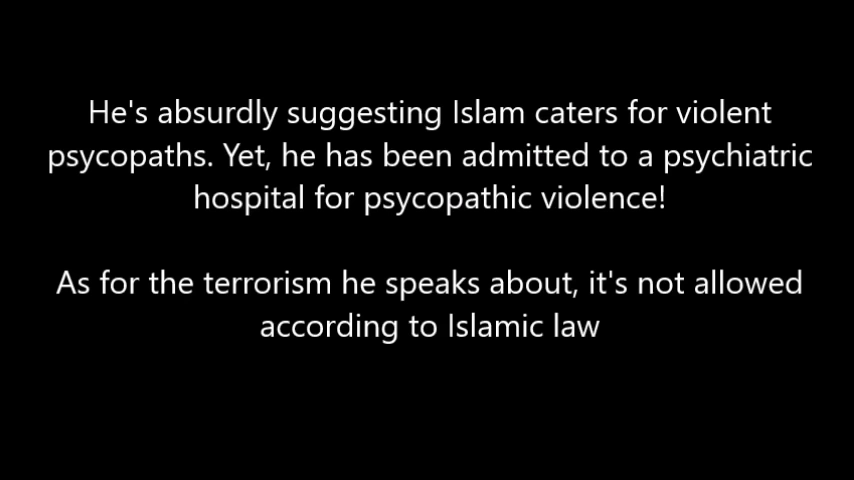 He's absurdly suggesting Islam caters for violent
psycopaths. Yet, he has been admitted to a psychiatric
hospital for psycopathic violence!
As for the terrorism he speaks about, it's not allowed
according to Islamic law